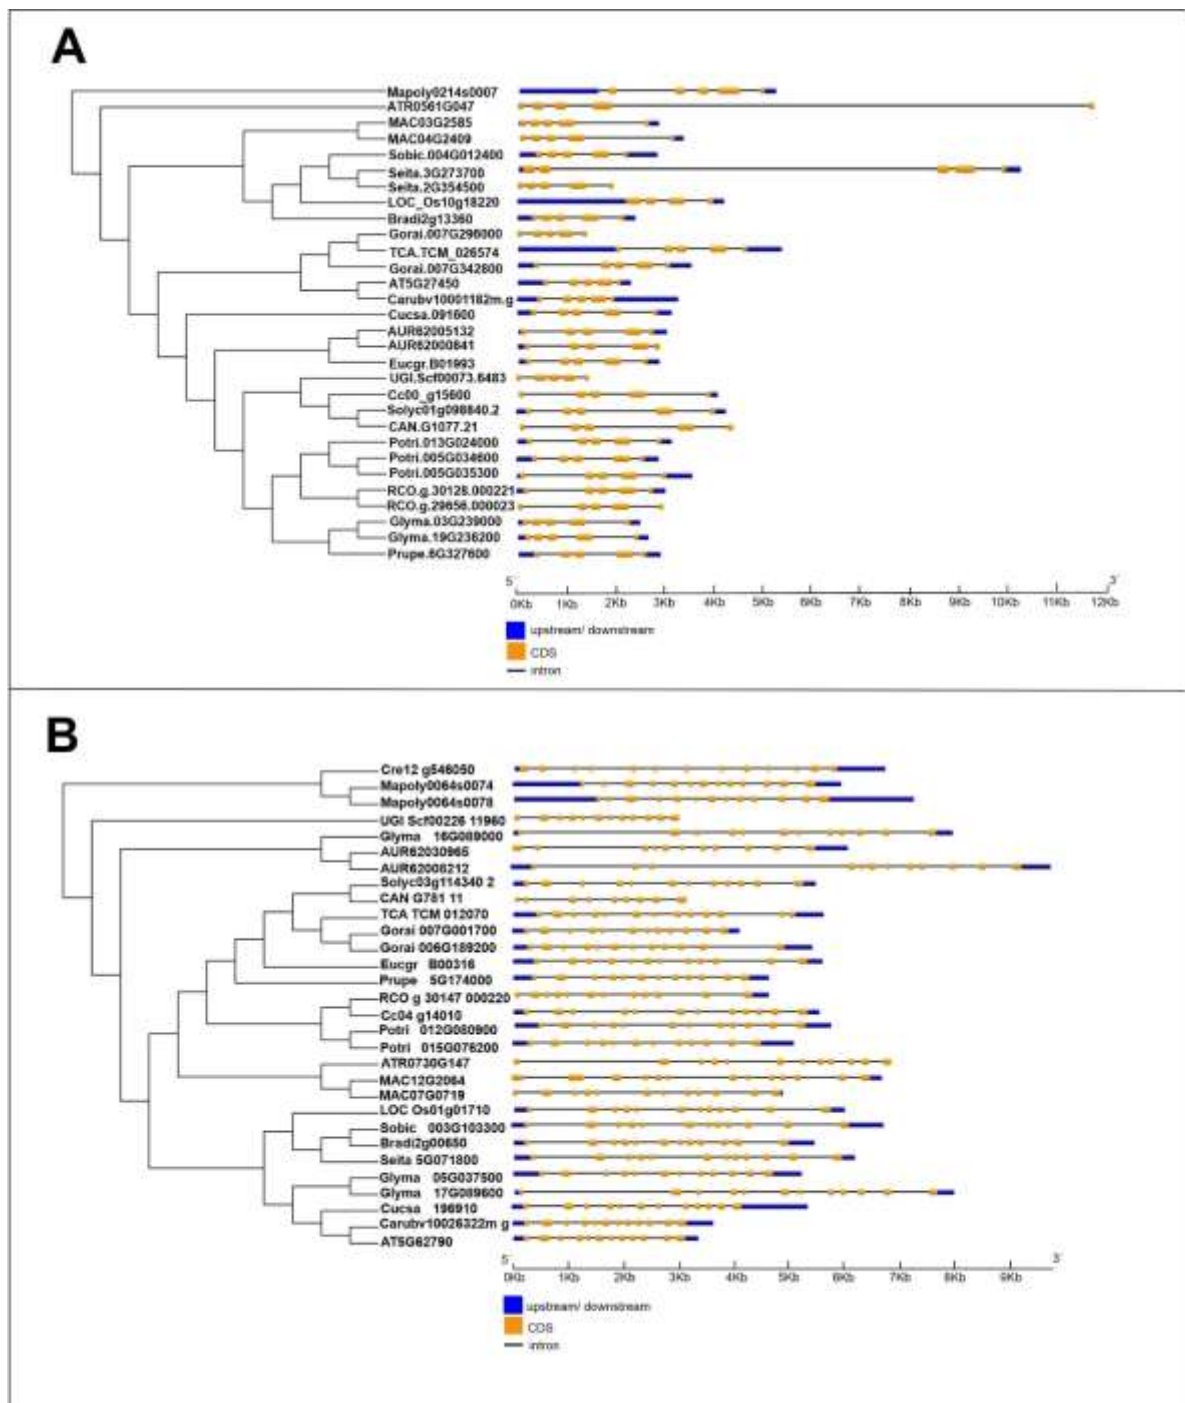 A
Mapoly0214s0007
ATR0561G047
MAC03G2585
MAC04G2409
Sobic.004G012400
Seita.3G273700
Seita.2G354500
LOC_Os10g18220
Bradi2g13360
Gorai.007G296000
TCA.TCM_026574
Gorai.007G342800
AT5G27450
Carubv10001182m.g
Cucsa.091600
AUR62005132
AUR62000841
Eucgr.B01993
UGI.Scf00073.6483
Cc00_g15600
Solyc01g098840.2
CAN.G1077.21
Potri.013G024000
Potri.005G034600
Potri.005G035300
RCO.g.30128.000221
RCO.g.29656.000023
Glyma.03G239000
Glyma.19G236200
Prupe.6G327600
5´ 3´
0Kb 1Kb 2Kb 3Kb 4Kb 5Kb 6Kb 7Kb 8Kb 9Kb 10Kb 11Kb 12Kb
upstream/ downstream
CDS
intron
B
Cre12 g546050
Mapoly0064s0074
Mapoly0064s0078
UGI Scf00226 11960
Glyma 16G089000
AUR62030965
AUR62006212
Solyc03g114340 2
CAN G781 11
TCA TCM 012070
Gorai 007G001700
Gorai 006G189200
Eucgr B00316
Prupe 5G174000
RCO g 30147 000220
Cc04 g14010
Potri 012G080900
Potri 015G076200
ATR0730G147
MAC12G2064
MAC07G0719
LOC Os01g01710
Sobic 003G103300
Bradi2g00650
Seita 5G071800
Glyma 05G037500
Glyma 17G089600
Cucsa 196910
Carubv10026322m g
AT5G62790
5´ 3´
0Kb 1Kb 2Kb 3Kb 4Kb 5Kb 6Kb 7Kb 8Kb 9Kb
upstream/ downstream
CDS
intron